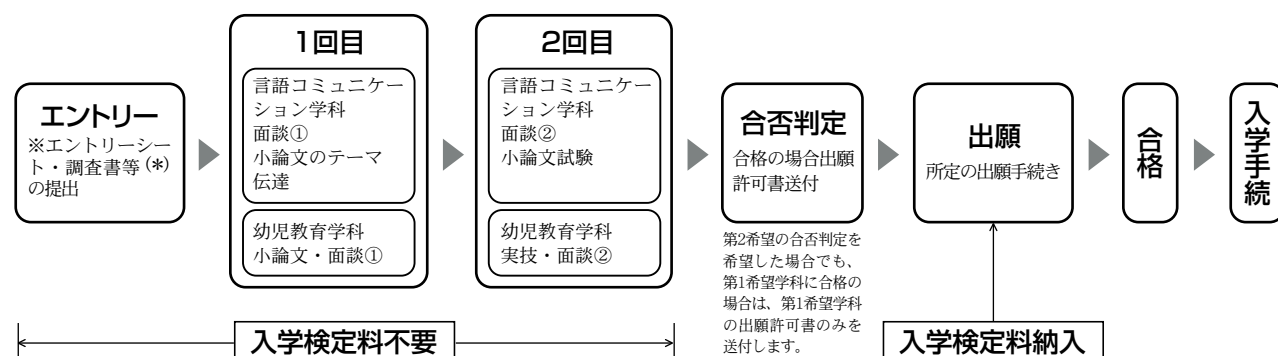 エントリー
※エントリーシー
ト・調査書等(*)
の提出
1回目
言語コミュニケー
ション学科
面談①
小論文のテーマ
伝達
幼児教育学科
小論文・面談①
2回目
言語コミュニケー
ション学科
面談②
小論文試験
幼児教育学科
実技・面談②
合否判定
合格の場合出願
許可書送付
第2希望の合否判定を
希望した場合でも、
第1希望学科に合格の
場合は、第1希望学科
の出願許可書のみを
送付します。
出願
所定の出願手続き
合格
入学手続
入学検定料不要
入学検定料納入